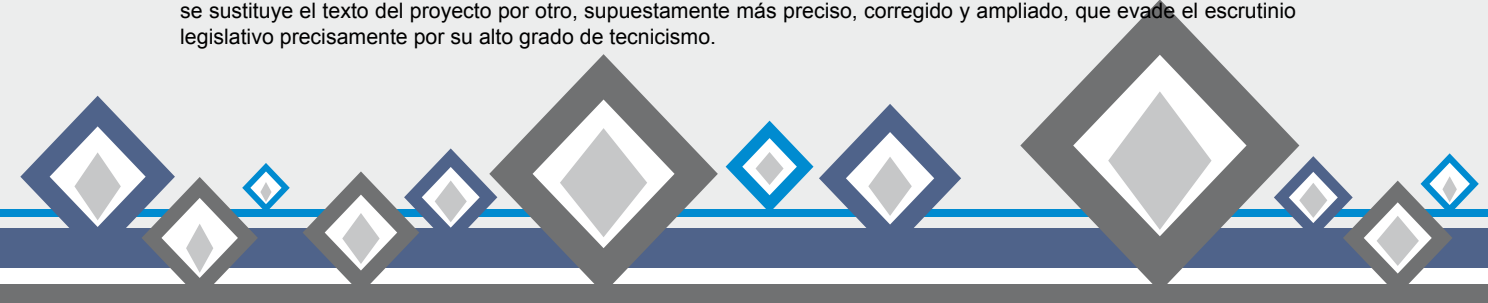 se sustituye el texto del proyecto por otro, supuestamente más preciso, corregido y ampliado, que evade el escrutinio
legislativo precisamente por su alto grado de tecnicismo.